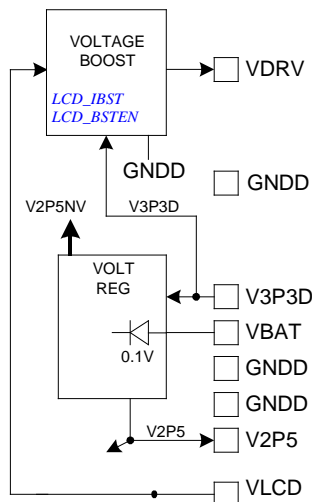 VOLTAGE
BOOST
VDRV
LCD_IBST
LCD_BSTEN
GNDD
GNDD
V2P5NV
V3P3D
VOLT
REG
V3P3D
VBAT
0.1V
GNDD
GNDD
V2P5
V2P5
VLCD